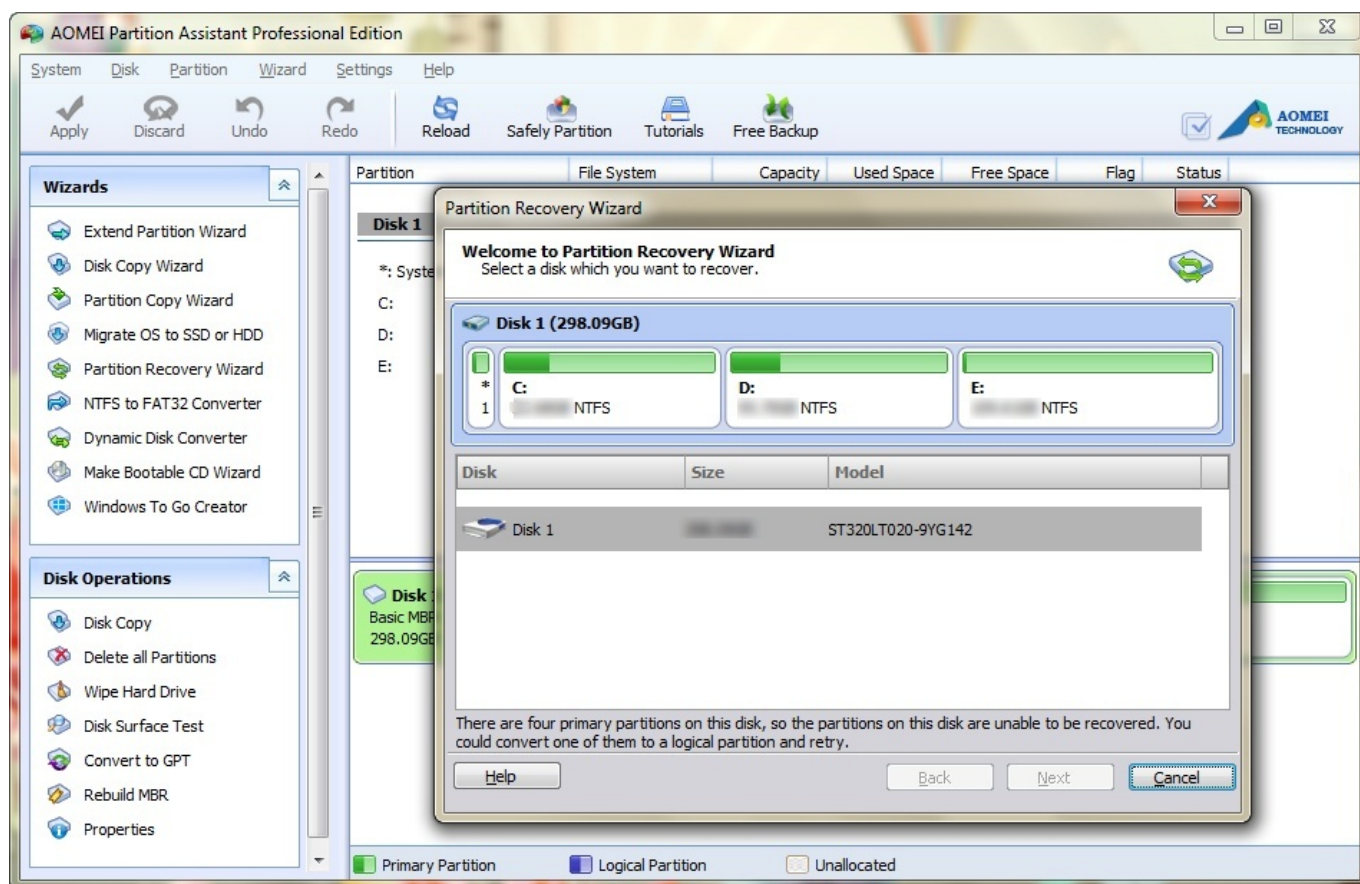 AOMEI Partition Assistant Professional Edition
System Disk Partition Wizard Settings Help
Apply Discard Undo Redo Reload Safely Partition Tutorials Free Backup
AOMEI
TECHNOLOGY
Wizards
Extend Partition Wizard
Disk Copy Wizard
Partition Copy Wizard
Migrate OS to SSD or HDD
Partition Recovery Wizard
NTFS to FAT32 Converter
Dynamic Disk Converter
Make Bootable CD Wizard
Windows To Go Creator
Disk Operations
Disk Copy
Delete all Partitions
Wipe Hard Drive
Disk Surface Test
Convert to GPT
Rebuild MBR
Properties
Partition File System Capacity Used Space Free Space Flag Status
Disk 1
*: Syste
C:
D:
E:
Partition Recovery Wizard
Welcome to Partition Recovery Wizard
Select a disk which you want to recover.
Disk 1 (298.09GB)
* C: D: E:
1 NTFS NTFS NTFS
Disk Size Model
Disk 1 ST320LT020-9YG142
There are four primary partitions on this disk, so the partitions on this disk are unable to be recovered. You
could convert one of them to a logical partition and retry.
Help Back Next Cancel
Disk
Basic MBR
298.09GB
Primary Partition Logical Partition Unallocated